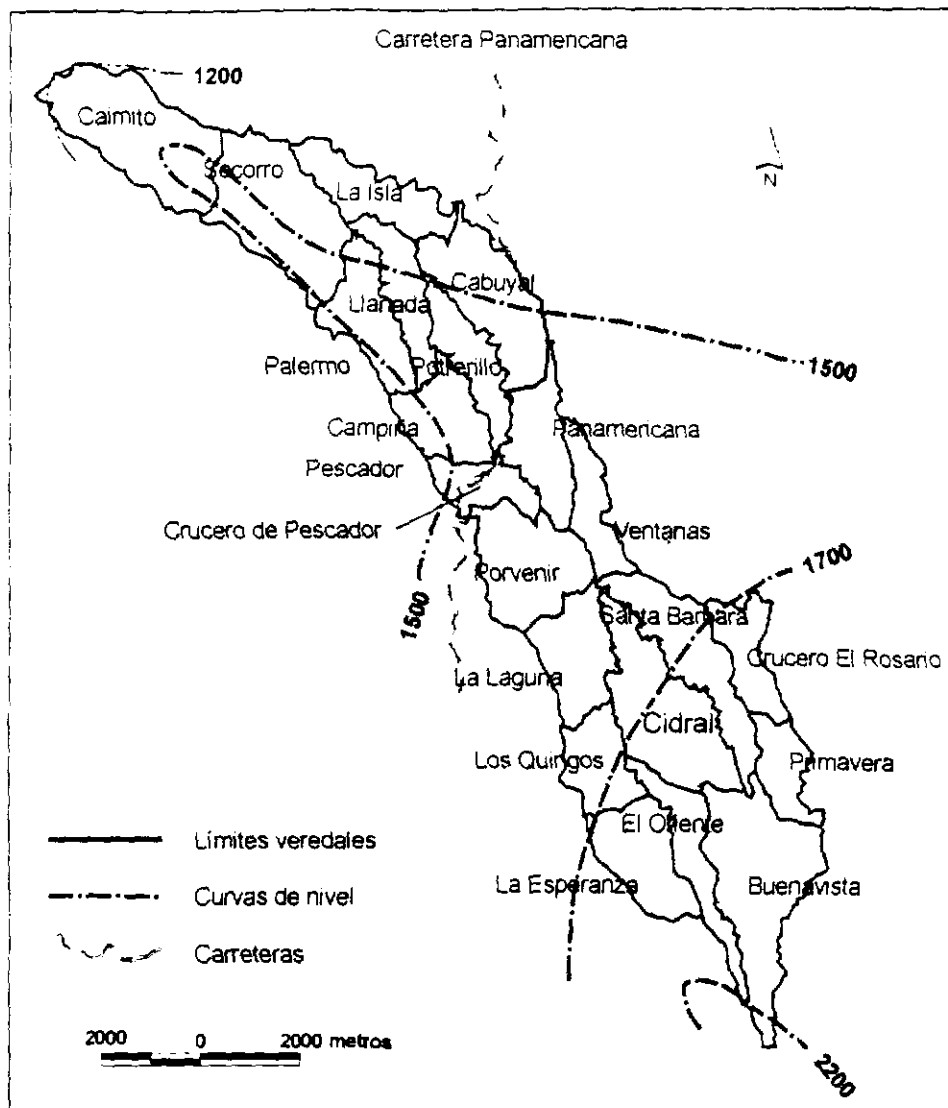 Carretera Panamericana
1200
Caimito
Socorro
N
La Isla
Cabuyal
Llanada
1500
Palermo
Potrerillo
Campiña
Panamericana
Pescador
Crucero de Pescador
Ventanas
1700
Porvenir
1500
Santa Barbara
Crucero El Rosario
La Laguna
Cidral
Los Quingos
Primavera
El Oriente
Límites veredales
La Esperanza
Buenavista
Curvas de nivel
Carreteras
2000 0 2000 metros
2200